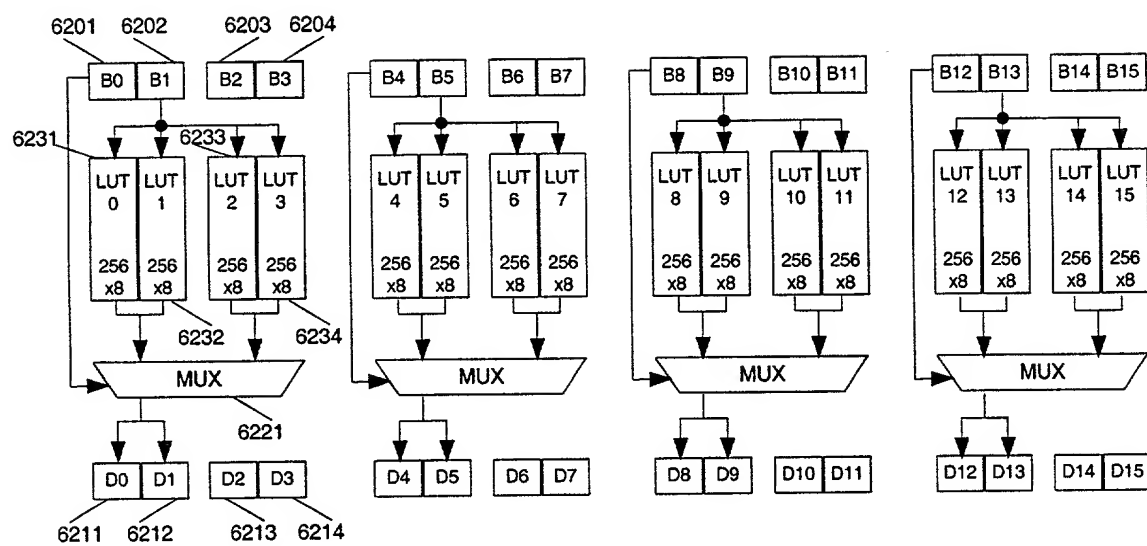 6201 6202 6203 6204
B0 B1 B2 B3 B4 B5 B6 B7 B8 B9 B10 B11 B12 B13 B14 B15
6231 6233
LUT LUT LUT LUT LUT LUT LUT LUT LUT LUT LUT LUT LUT LUT LUT LUT
0 1 2 3 4 5 6 7 8 9 10 11 12 13 14 15
256 256 256 256 256 256 256 256 256 256 256 256 256 256 256 256
x8 x8 x8 x8 x8 x8 x8 x8 x8 x8 x8 x8 x8 x8 x8 x8
6232 6234
MUX MUX MUX MUX
6221
D0 D1 D2 D3 D4 D5 D6 D7 D8 D9 D10 D11 D12 D13 D14 D15
6211 6212 6213 6214